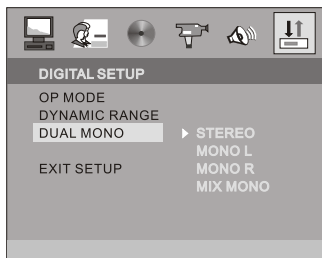 DIGITAL SETUP
OP MODE
DYNAMIC RANGE
DUAL MONO
STEREO
MONO L
EXIT SETUP
MONO R
MIX MONO